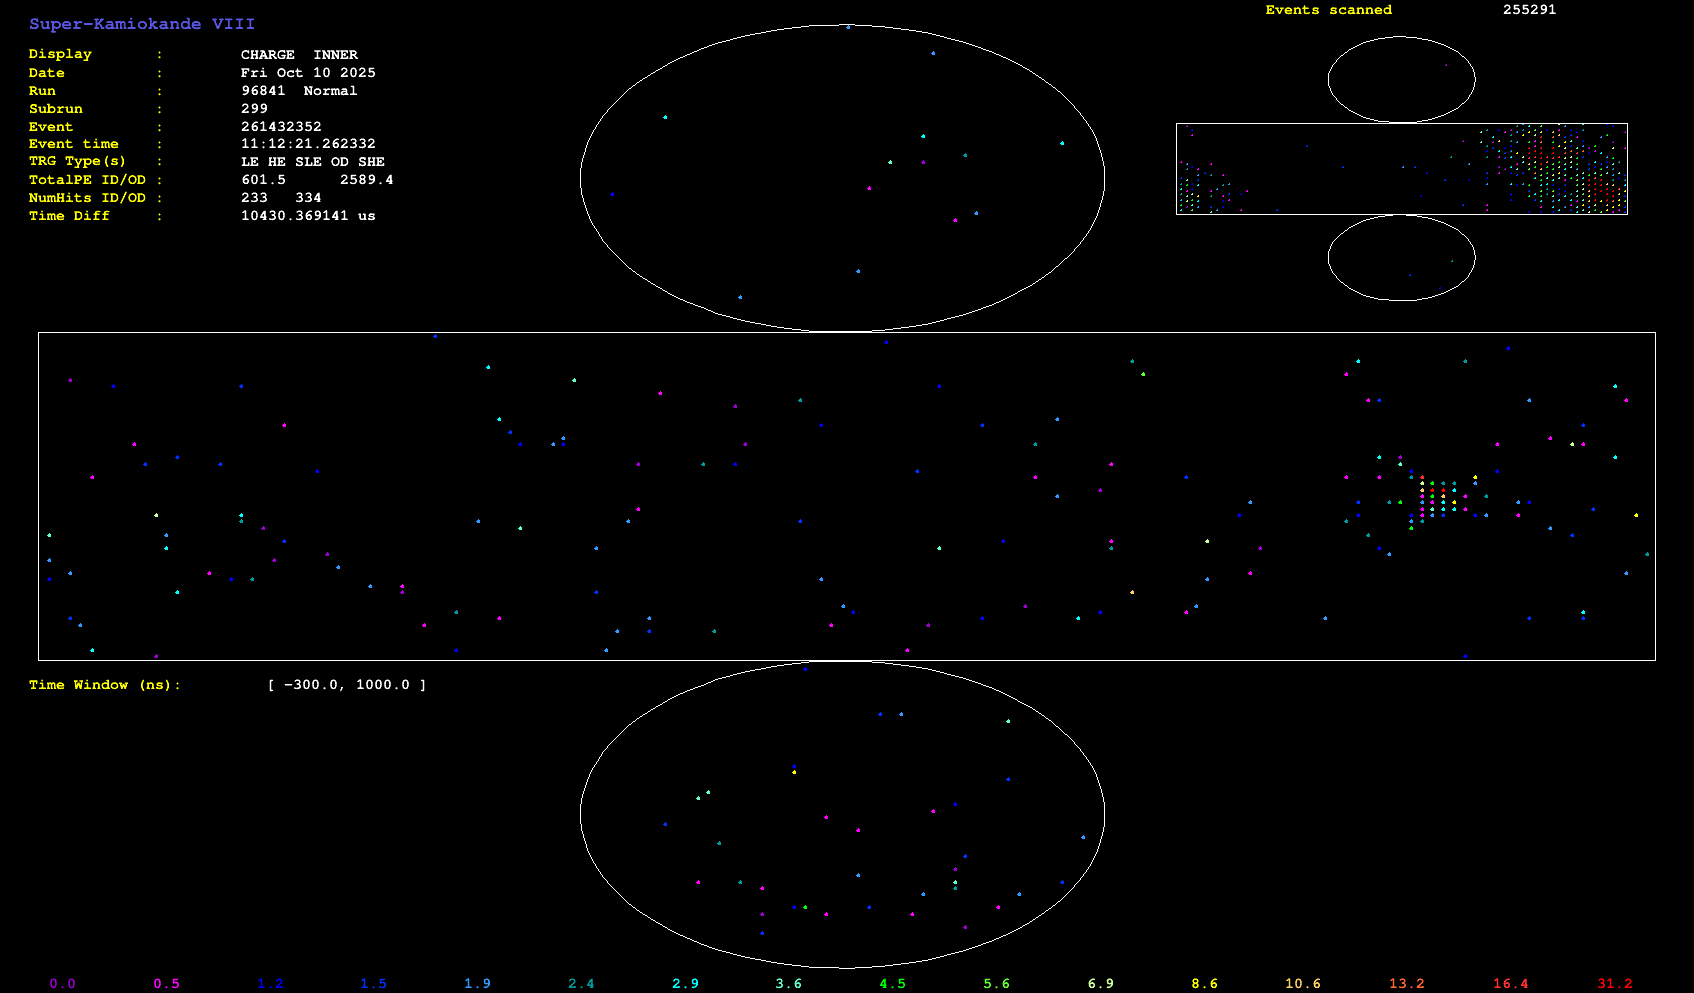 Super-Kamiokande VIII
Events scanned 255291
Display : CHARGE INNER
Date : Fri Oct 10 2025
Run : 96841 Normal
Subrun : 299
Event : 261432352
Event time : 11:12:21.262332
TRG Type(s) : LE HE SLE OD SHE
TotalPE ID/OD : 601.5 2589.4
NumHits ID/OD : 233 334
Time Diff : 10430.369141 us
Time Window (ns): [ -300.0, 1000.0 ]
0.0 0.5 1.2 1.5 1.9 2.4 2.9 3.6 4.5 5.6 6.9 8.6 10.6 13.2 16.4 31.2